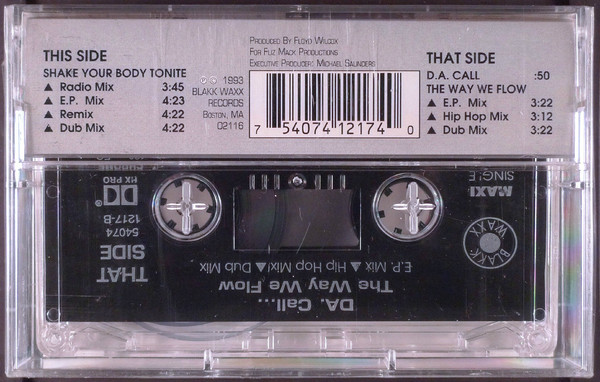 THIS SIDE
SHAKE YOUR BODY TONITE
▲ Radio Mix 3:45
▲ E.P. Mix 4:23
▲ Remix 4:22
▲ Dub Mix 4:22
Produced By Floyd Wilcox
For Fuz Mack Productions
Executive Producer: Michael Saunders
℗ © 1993
BLAKK WAXX
RECORDS
Boston, MA
02116
7 54074 12174 0
THAT SIDE
D.A. CALL :50
THE WAY WE FLOW
▲ E.P. Mix 3:22
▲ Hip Hop Mix 3:12
▲ Dub Mix 3:22
DA. Call...
The Way We Flow
E.P. Mix ▲ Hip Hop Mix ▲ Dub Mix
THAT
SIDE
54074
1217-B
HX PRO
BLAKK WAXX
MAXI
SINGLE